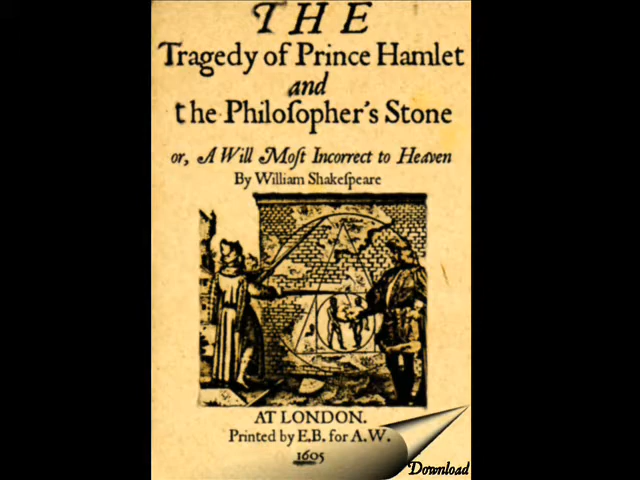 THE
Tragedy of Prince Hamlet
and
the Philoſopher's Stone
or, A Will Moſt Incorrect to Heaven
By William Shakeſpeare
AT LONDON.
Printed by E.B. for A.W.
1605
Download